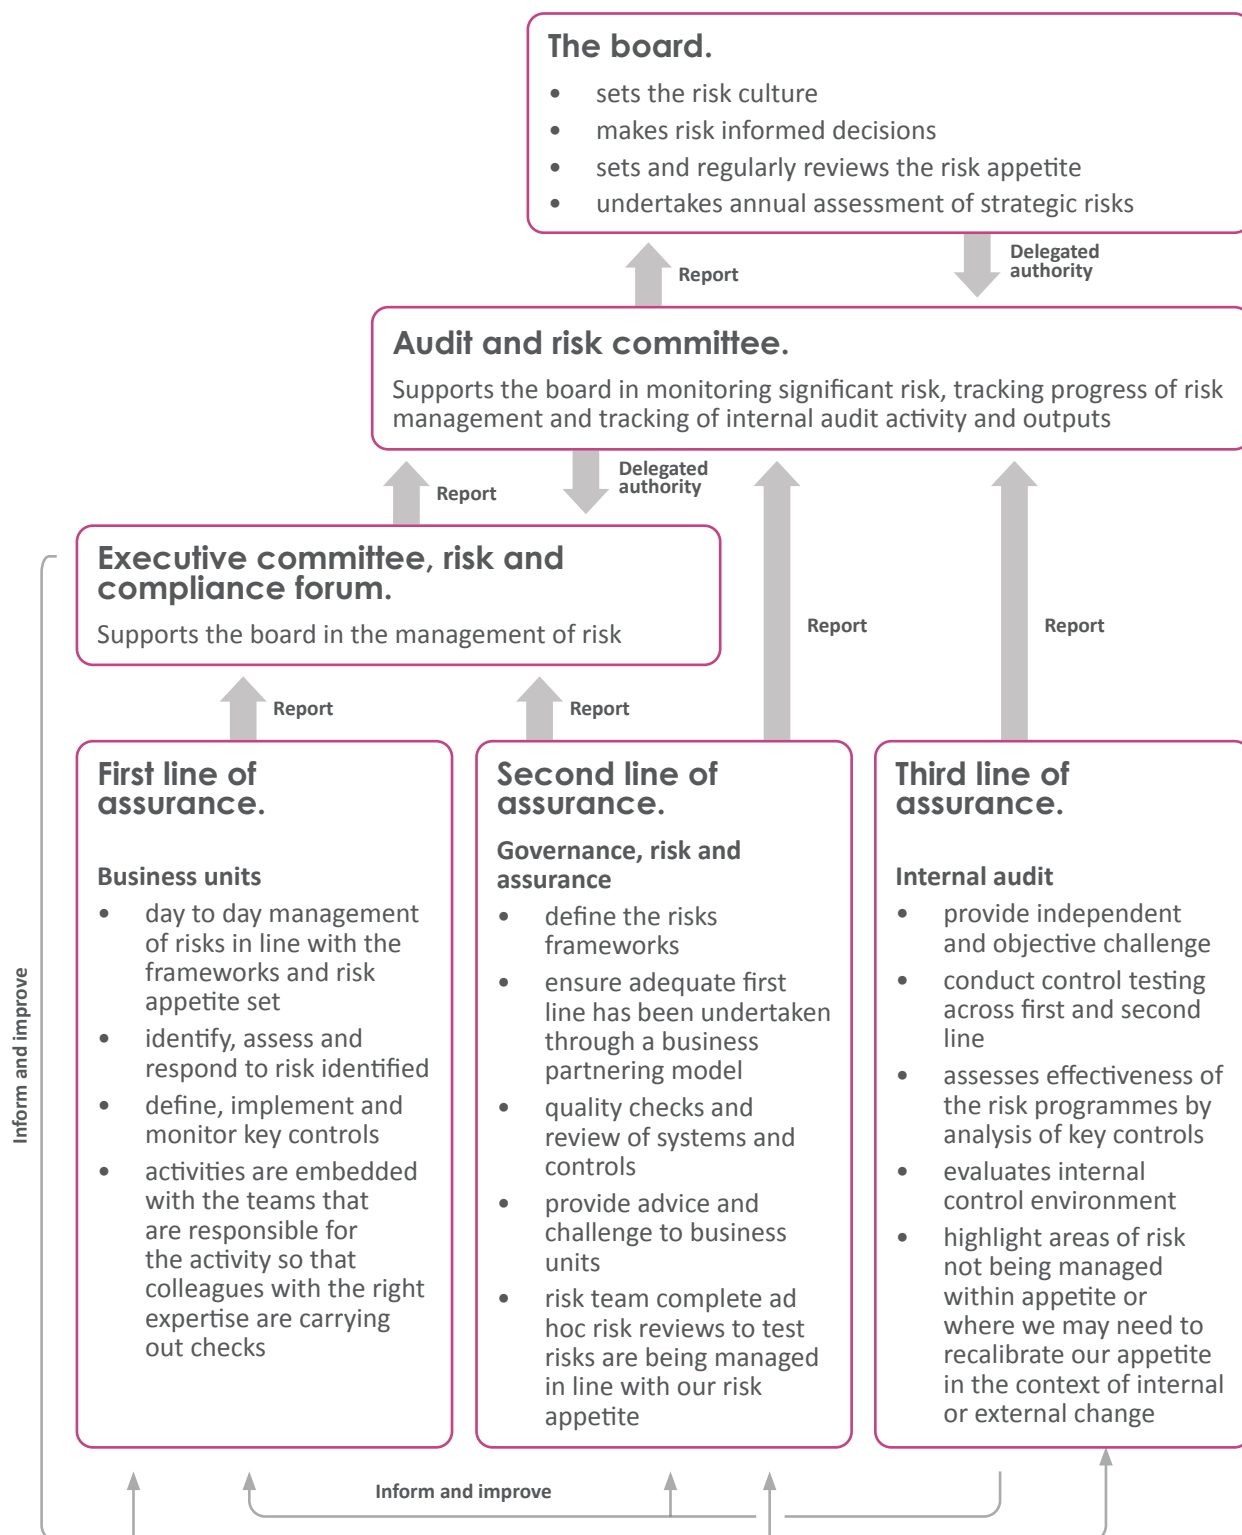 The board.
• sets the risk culture
• makes risk informed decisions
• sets and regularly reviews the risk appetite
• undertakes annual assessment of strategic risks
Report
Delegated
authority
Audit and risk committee.
Supports the board in monitoring significant risk, tracking progress of risk
management and tracking of internal audit activity and outputs
Report
Delegated
authority
Executive committee, risk and
compliance forum.
Supports the board in the management of risk
Report
Report
Report
Report
First line of
assurance.
Business units
• day to day management
of risks in line with the
frameworks and risk
appetite set
• identify, assess and
respond to risk identified
• define, implement and
monitor key controls
• activities are embedded
with the teams that
are responsible for
the activity so that
colleagues with the right
expertise are carrying
out checks
Second line of
assurance.
Governance, risk and
assurance
• define the risks
frameworks
• ensure adequate first
line has been undertaken
through a business
partnering model
• quality checks and
review of systems and
controls
• provide advice and
challenge to business
units
• risk team complete ad
hoc risk reviews to test
risks are being managed
in line with our risk
appetite
Third line of
assurance.
Internal audit
• provide independent
and objective challenge
• conduct control testing
across first and second
line
• assesses effectiveness of
the risk programmes by
analysis of key controls
• evaluates internal
control environment
• highlight areas of risk
not being managed
within appetite or
where we may need to
recalibrate our appetite
in the context of internal
or external change
Inform and improve
Inform and improve